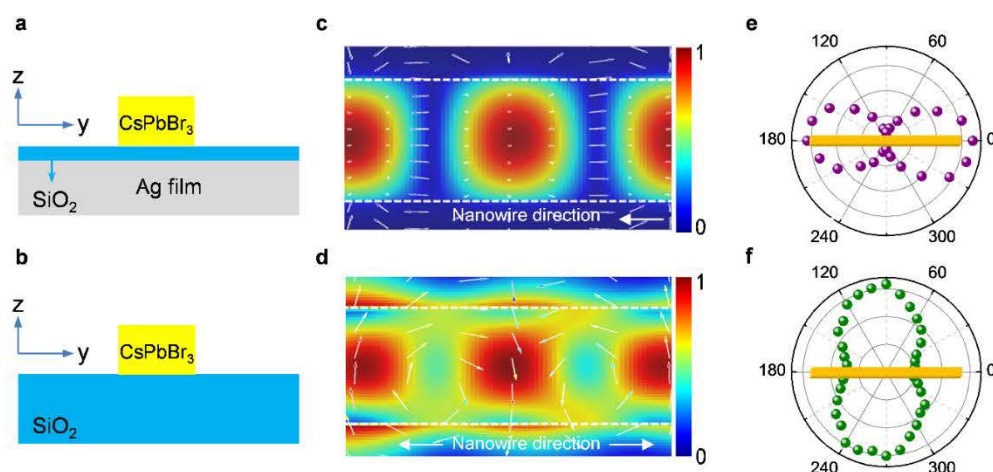 a
z
CsPbBr3
y
SiO2
Ag film
b
z
CsPbBr3
y
SiO2
c
1
Nanowire direction
0
d
1
Nanowire direction
0
e
120
60
180
0
240
300
f
120
60
180
0
240
300